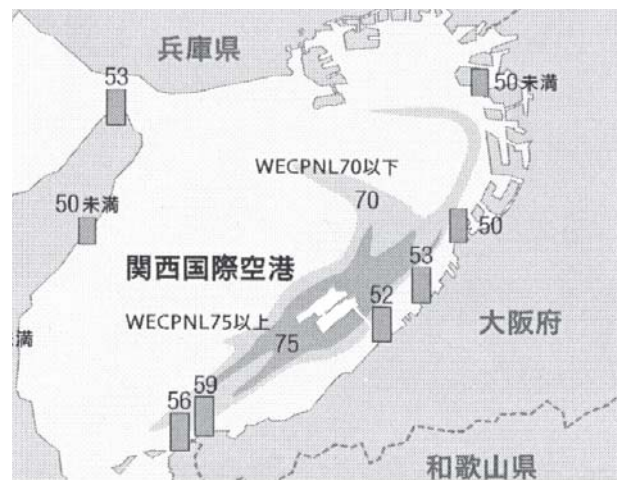 兵庫県
53
50未満
WECPNL70以下
70
50未満
50
関西国際空港
53
52
WECPNL75以上
大阪府
満
75
59
56
和歌山県